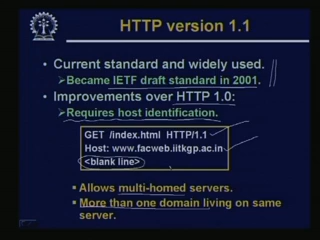 HTTP version 1.1
• Current standard and widely used.
➢Became IETF draft standard in 2001.
• Improvements over HTTP 1.0:
➢Requires host identification.
GET /index.html HTTP/1.1
Host: www.facweb.iitkgp.ac.in
<blank line>
▪ Allows multi-homed servers.
▪ More than one domain living on same
server.